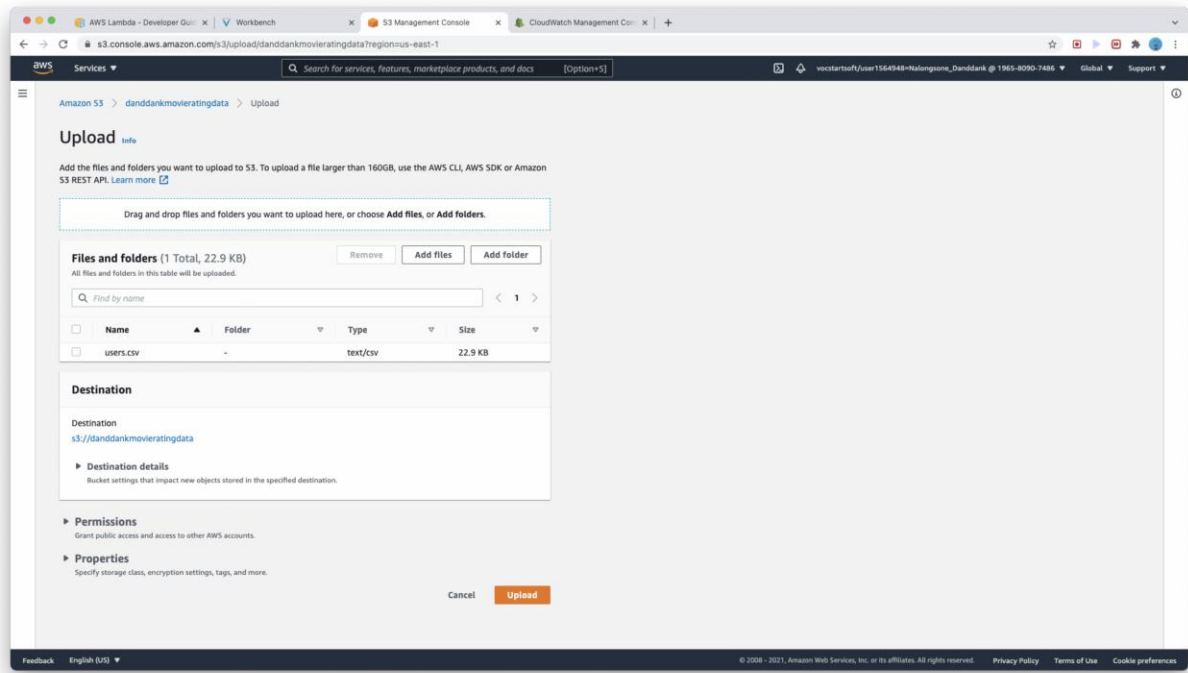 AWS Lambda - Developer Guid
Workbench
S3 Management Console
CloudWatch Management Con
s3.console.aws.amazon.com/s3/upload/danddankmovieratingdata?region=us-east-1
aws
Services
Search for services, features, marketplace products, and docs
[Option+S]
vocstartsoft/user1564948=Nalongsone_Danddank @ 1965-8090-7486
Global
Support
Amazon S3 > danddankmovieratingdata > Upload
Upload Info
Add the files and folders you want to upload to S3. To upload a file larger than 160GB, use the AWS CLI, AWS SDK or Amazon
S3 REST API. Learn more
Drag and drop files and folders you want to upload here, or choose Add files, or Add folders.
Files and folders (1 Total, 22.9 KB)
Remove
Add files
Add folder
All files and folders in this table will be uploaded.
Find by name
< 1 >
Name Folder Type Size
users.csv - text/csv 22.9 KB
Destination
Destination
s3://danddankmovieratingdata
Destination details
Bucket settings that impact new objects stored in the specified destination.
Permissions
Grant public access and access to other AWS accounts.
Properties
Specify storage class, encryption settings, tags, and more.
Cancel
Upload
Feedback
English (US)
© 2008 - 2021, Amazon Web Services, Inc. or its affiliates. All rights reserved.
Privacy Policy
Terms of Use
Cookie preferences